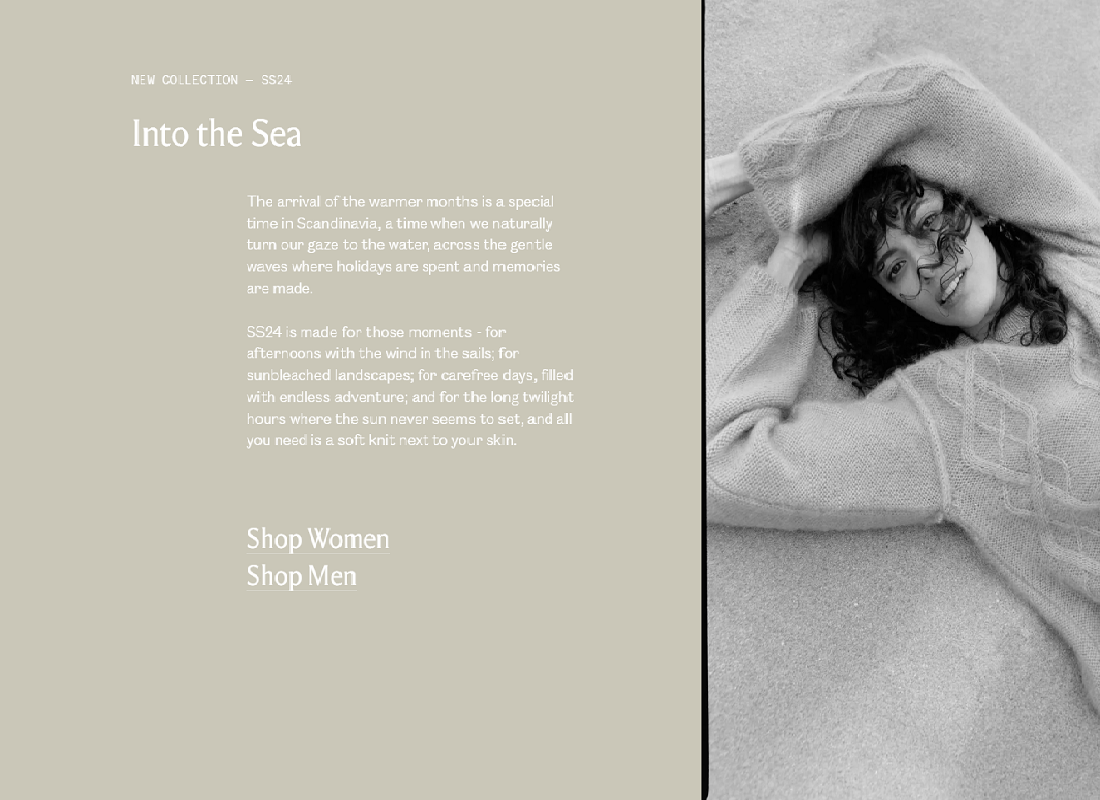 NEW COLLECTION – SS24
Into the Sea
The arrival of the warmer months is a special
time in Scandinavia, a time when we naturally
turn our gaze to the water, across the gentle
waves where holidays are spent and memories
are made.
SS24 is made for those moments - for
afternoons with the wind in the sails; for
sunbleached landscapes; for carefree days, filled
with endless adventure; and for the long twilight
hours where the sun never seems to set, and all
you need is a soft knit next to your skin.
Shop Women
Shop Men